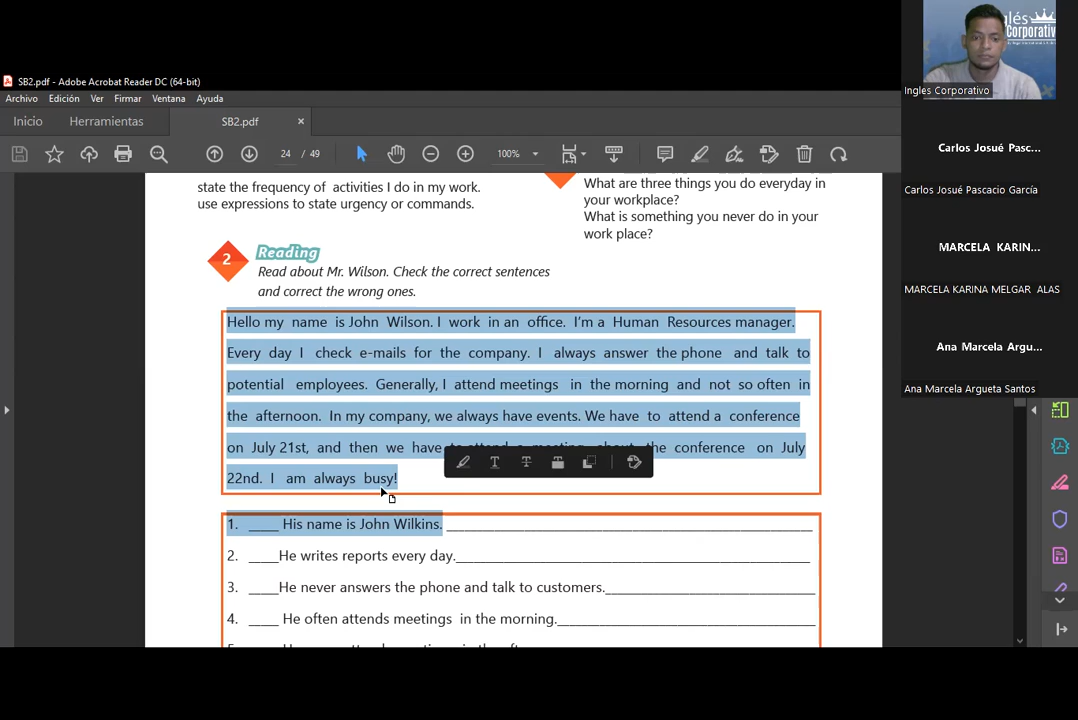 SB2.pdf - Adobe Acrobat Reader DC (64-bit)
Archivo Edición Ver Firmar Ventana Ayuda
Inicio Herramientas SB2.pdf ×
24 / 49 100%
state the frequency of activities I do in my work.
use expressions to state urgency or commands.
What are three things you do everyday in
your workplace?
What is something you never do in your
work place?
2 Reading
Read about Mr. Wilson. Check the correct sentences
and correct the wrong ones.
Hello my name is John Wilson. I work in an office. I'm a Human Resources manager.
Every day I check e-mails for the company. I always answer the phone and talk to
potential employees. Generally, I attend meetings in the morning and not so often in
the afternoon. In my company, we always have events. We have to attend a conference
on July 21st, and then we have to attend a meeting about the conference on July
22nd. I am always busy!
1. ____ His name is John Wilkins. ____
2. ____He writes reports every day.____
3. ____He never answers the phone and talk to customers.____
4. ____ He often attends meetings in the morning.____
Inglés
Corporativo
Ingles Corporativo
Carlos Josué Pasc...
Carlos Josué Pascacio García
MARCELA KARIN...
MARCELA KARINA MELGAR ALAS
Ana Marcela Argu...
Ana Marcela Argueta Santos